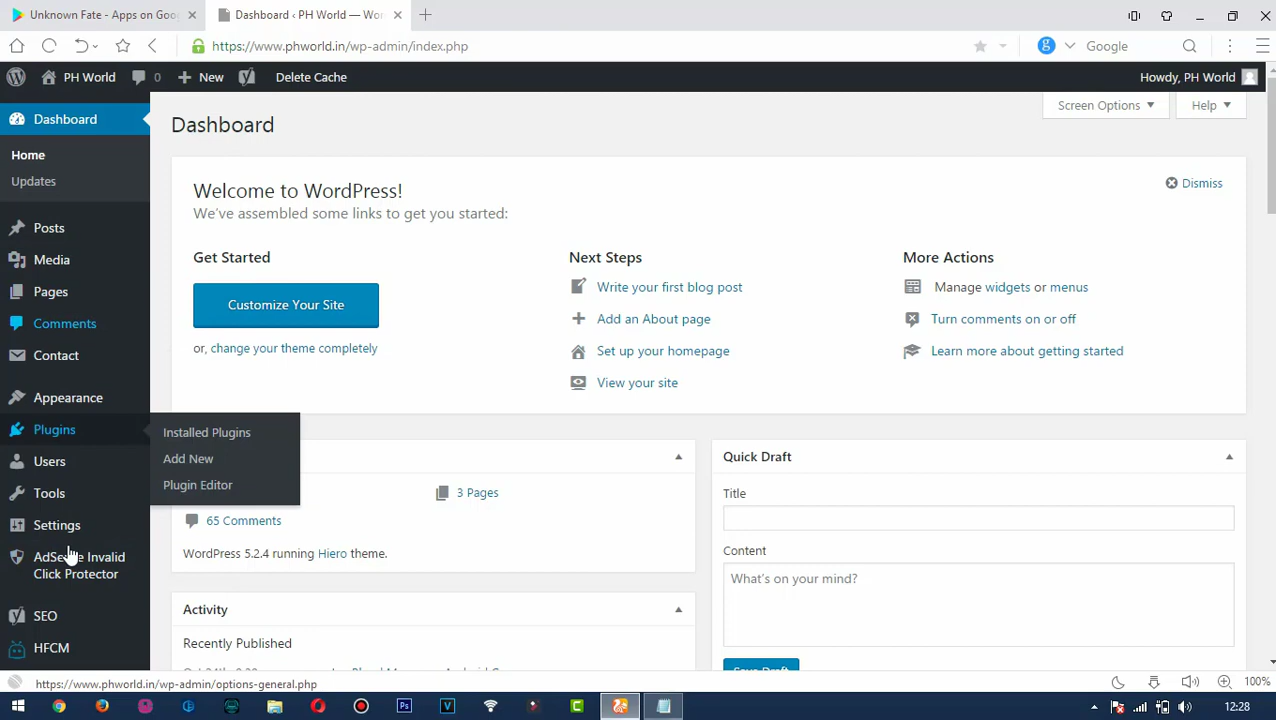 Unknown Fate - Apps on Goog
Dashboard ‹ PH World — Wor
https://www.phworld.in/wp-admin/index.php
Google
PH World
0
New
Delete Cache
Howdy, PH World
Screen Options
Help
Dashboard
Home
Updates
Posts
Media
Pages
Comments
Contact
Appearance
Plugins
Users
Tools
Settings
AdSense Invalid
Click Protector
SEO
HFCM
Installed Plugins
Add New
Plugin Editor
Dashboard
Welcome to WordPress!
We've assembled some links to get you started:
Dismiss
Get Started
Customize Your Site
or, change your theme completely
Next Steps
Write your first blog post
Add an About page
Set up your homepage
View your site
More Actions
Manage widgets or menus
Turn comments on or off
Learn more about getting started
3 Pages
65 Comments
WordPress 5.2.4 running Hiero theme.
Activity
Recently Published
Quick Draft
Title
Content
What's on your mind?
Save Draft
https://www.phworld.in/wp-admin/options-general.php
100%
12:28